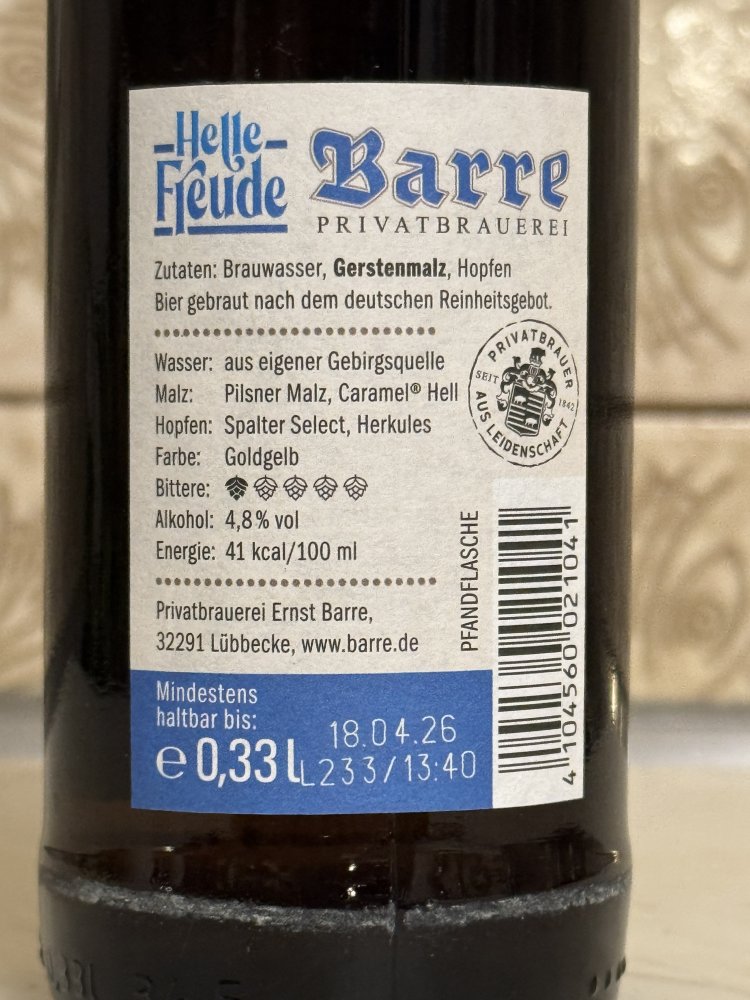 Helle
Freude
Barre
PRIVATBRAUEREI
Zutaten: Brauwasser, Gerstenmalz, Hopfen
Bier gebraut nach dem deutschen Reinheitsgebot.
Wasser: aus eigener Gebirgsquelle
Malz: Pilsner Malz, Caramel® Hell
Hopfen: Spalter Select, Herkules
Farbe: Goldgelb
Bittere:
Alkohol: 4,8% vol
Energie: 41 kcal/100 ml
PRIVATBRAUER
SEIT 1842
AUS LEIDENSCHAFT
Privatbrauerei Ernst Barre,
32291 Lübbecke, www.barre.de
PFANDFLASCHE
4 104560 021041
Mindestens
haltbar bis:
18.04.26
e 0,33 L
L233/13:40